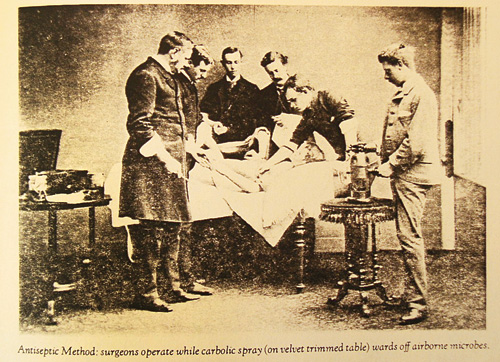 Antiseptic Method: surgeons operate while carbolic spray (on velvet trimmed table) wards off airborne microbes.